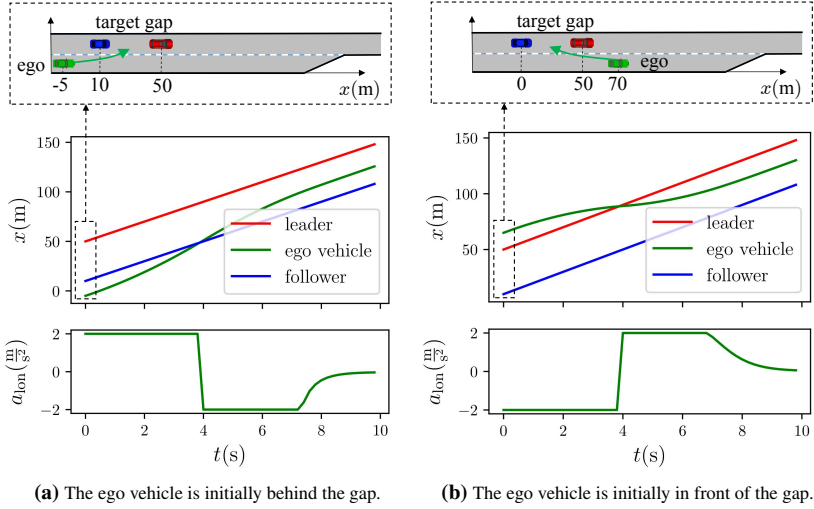 target gap
ego
-5 10 50 x(m)
x(m)
150
100
50
0
leader
ego vehicle
follower
a_lon(m/s²)
2
0
−2
0 2 4 6 8 10
t(s)
(a) The ego vehicle is initially behind the gap.
target gap
ego
0 50 70 x(m)
x(m)
150
100
50
leader
ego vehicle
follower
a_lon(m/s²)
2
0
−2
0 2 4 6 8 10
t(s)
(b) The ego vehicle is initially in front of the gap.